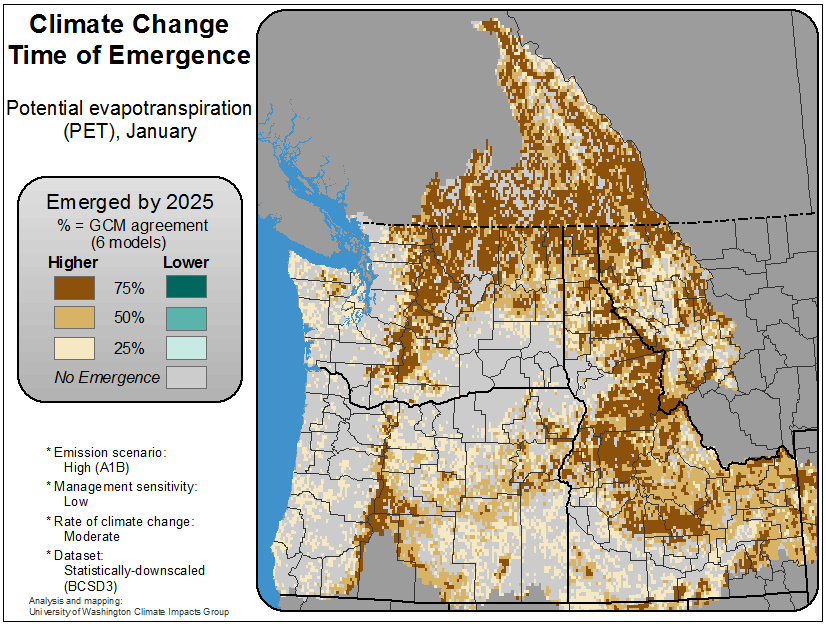 Climate Change
Time of Emergence
Potential evapotranspiration
(PET), January
Emerged by 2025
% = GCM agreement
(6 models)
Higher Lower
75%
50%
25%
No Emergence
* Emission scenario:
High (A1B)
* Management sensitivity:
Low
* Rate of climate change:
Moderate
* Dataset:
Statistically-downscaled
(BCSD3)
Analysis and mapping:
University of Washington Climate Impacts Group